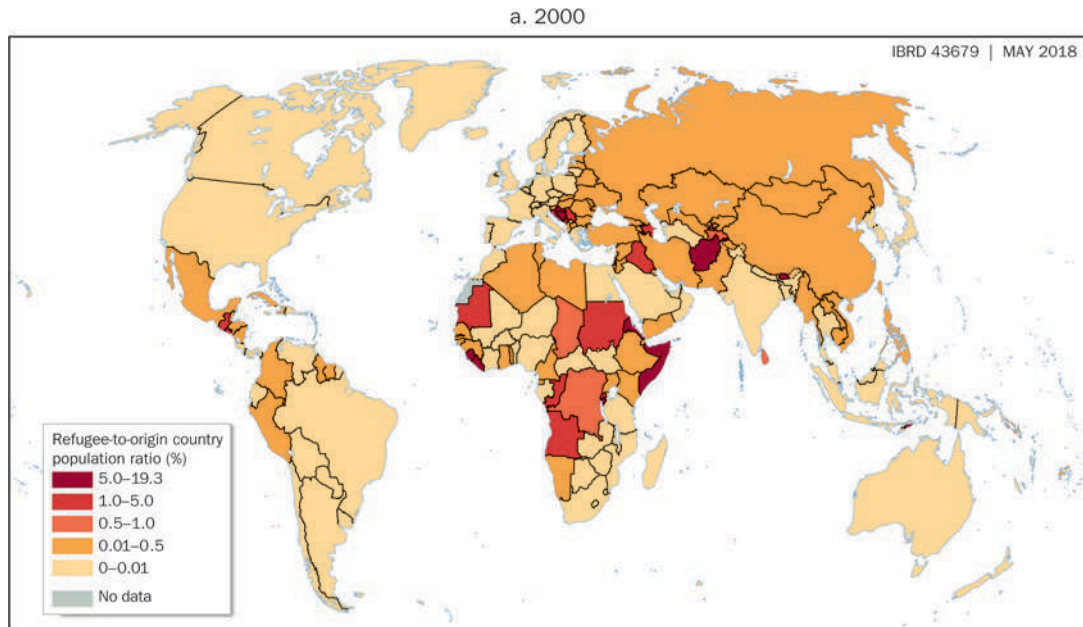 a. 2000
IBRD 43679 | MAY 2018
Refugee-to-origin country
population ratio (%)
5.0–19.3
1.0–5.0
0.5–1.0
0.01–0.5
0–0.01
No data